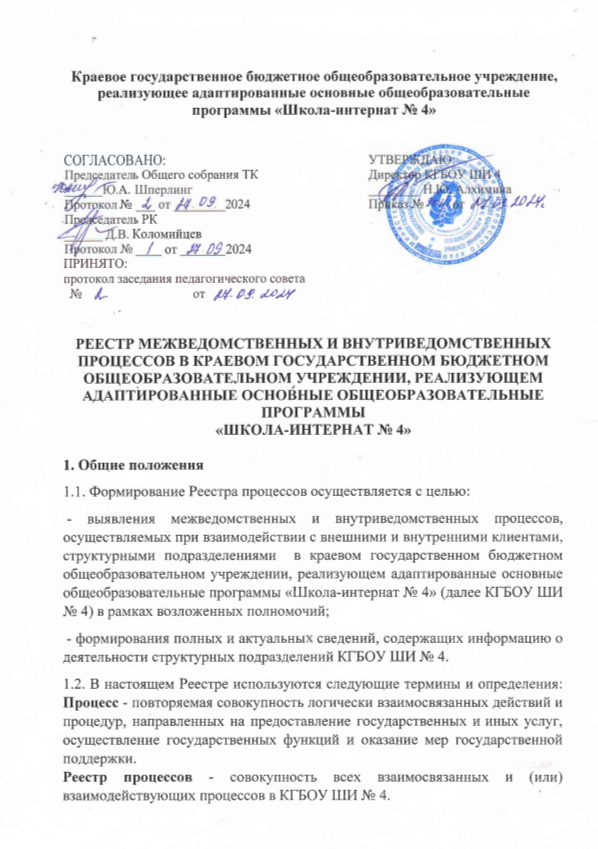 Краевое государственное бюджетное общеобразовательное учреждение,
реализующее адаптированные основные общеобразовательные
программы «Школа-интернат № 4»
СОГЛАСОВАНО:
Председатель Общего собрания ТК
Ю.А. Шперлинг
Протокол № 2 от 27.09. 2024
Председатель РК
Д.В. Коломийцев
Протокол № 1 от 27.09 2024
ПРИНЯТО:
протокол заседания педагогического совета
№ 2 от 27.09.2024
УТВЕРЖДАЮ:
Директор КГБОУ ШИ 4
Н.Ю. Алхимина
Приказ № от 27.09.2024.
РЕЕСТР МЕЖВЕДОМСТВЕННЫХ И ВНУТРИВЕДОМСТВЕННЫХ
ПРОЦЕССОВ В КРАЕВОМ ГОСУДАРСТВЕННОМ БЮДЖЕТНОМ
ОБЩЕОБРАЗОВАТЕЛЬНОМ УЧРЕЖДЕНИИ, РЕАЛИЗУЮЩЕМ
АДАПТИРОВАННЫЕ ОСНОВНЫЕ ОБЩЕОБРАЗОВАТЕЛЬНЫЕ
ПРОГРАММЫ
«ШКОЛА-ИНТЕРНАТ № 4»
1. Общие положения
1.1. Формирование Реестра процессов осуществляется с целью:
- выявления межведомственных и внутриведомственных процессов,
осуществляемых при взаимодействии с внешними и внутренними клиентами,
структурными подразделениями в краевом государственном бюджетном
общеобразовательном учреждении, реализующем адаптированные основные
общеобразовательные программы «Школа-интернат № 4» (далее КГБОУ ШИ
№ 4) в рамках возложенных полномочий;
- формирования полных и актуальных сведений, содержащих информацию о
деятельности структурных подразделений КГБОУ ШИ № 4.
1.2. В настоящем Реестре используются следующие термины и определения:
Процесс - повторяемая совокупность логически взаимосвязанных действий и
процедур, направленных на предоставление государственных и иных услуг,
осуществление государственных функций и оказание мер государственной
поддержки.
Реестр процессов - совокупность всех взаимосвязанных и (или)
взаимодействующих процессов в КГБОУ ШИ № 4.